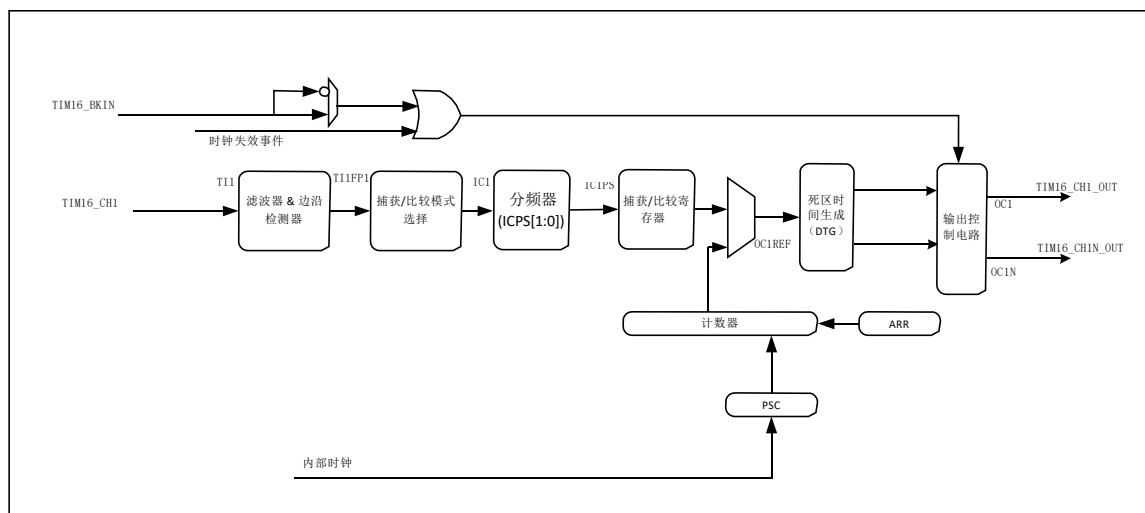 TIM16_BKIN
时钟失效事件
TIM16_CH1
TI1
滤波器 & 边沿
检测器
TI1FP1
捕获/比较模式
选择
IC1
分频器
(ICPS[1:0])
IC1PS
捕获/比较寄
存器
OC1REF
死区时
间生成
(DTG)
输出控
制电路
OC1
TIM16_CH1_OUT
OC1N
TIM16_CH1N_OUT
计数器
ARR
PSC
内部时钟